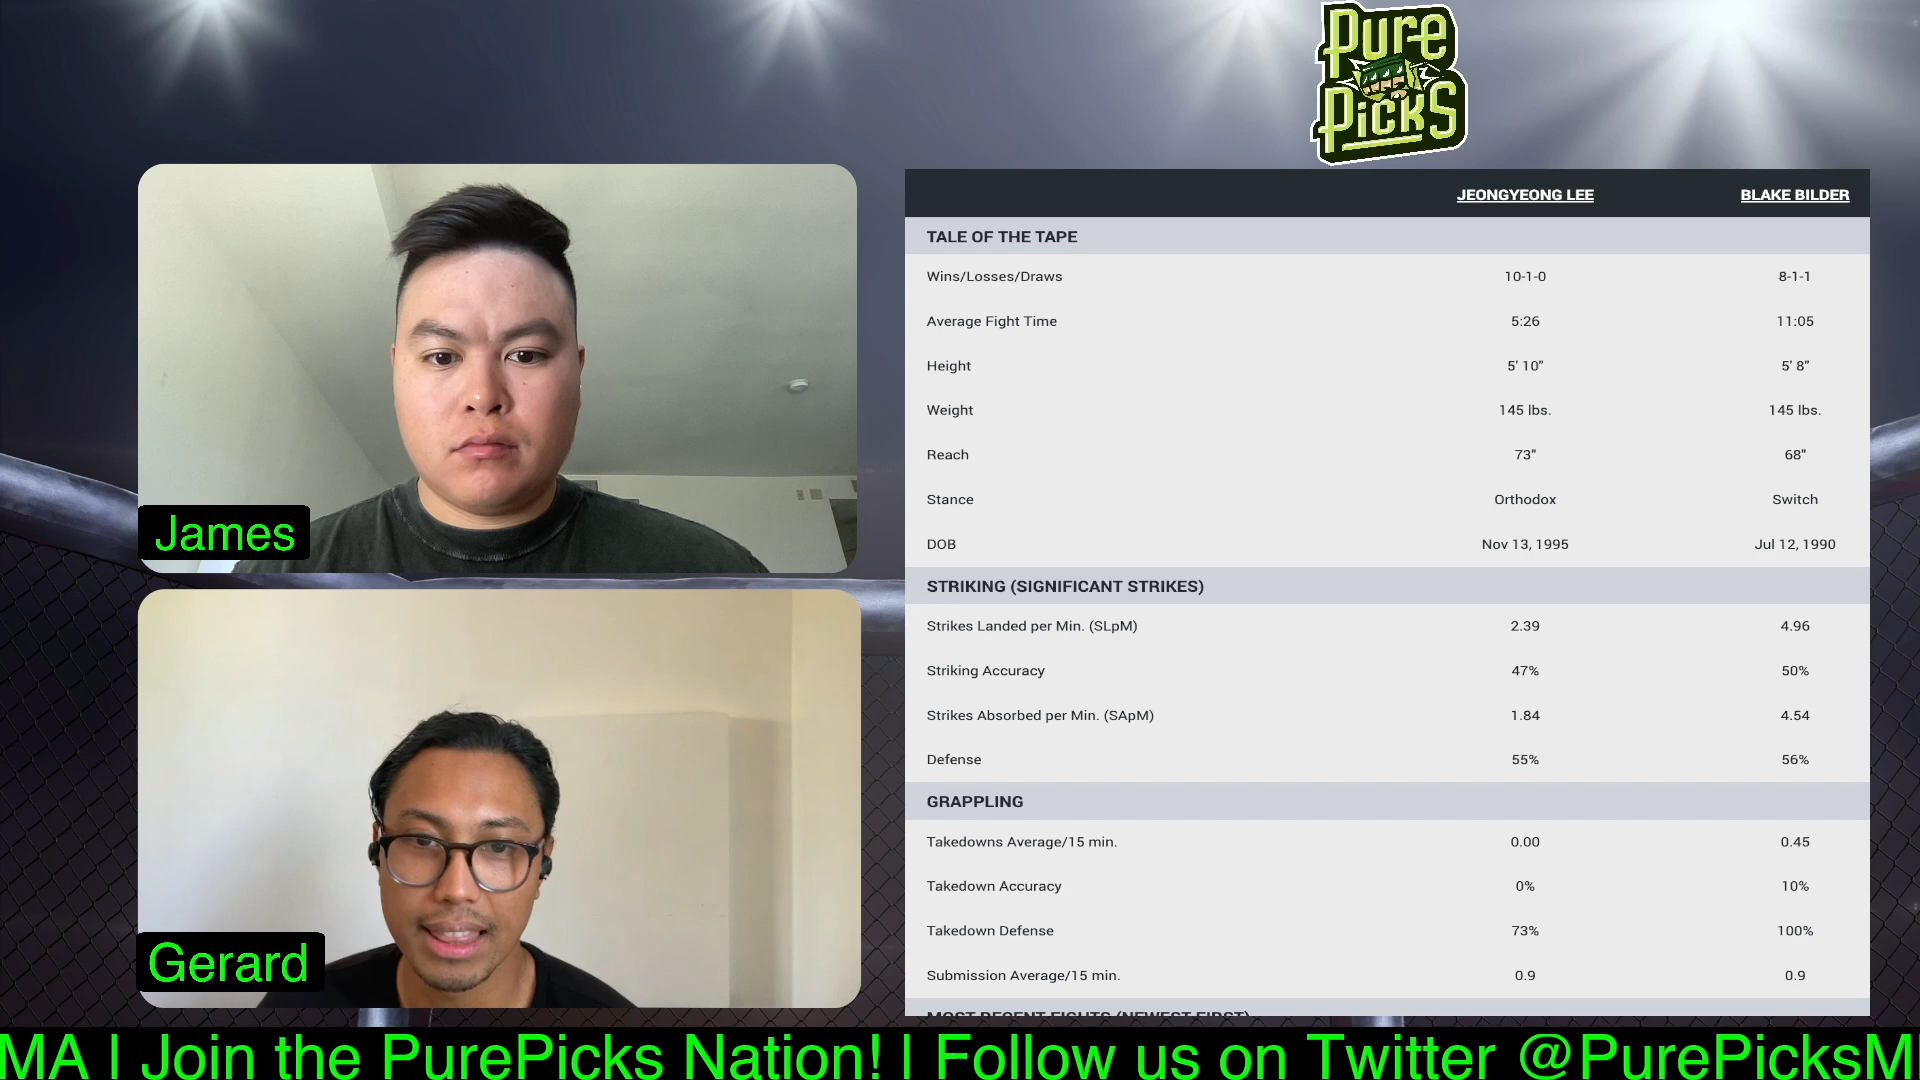 Pure
Picks
James
Gerard
JEONGYEONG LEE BLAKE BILDER
TALE OF THE TAPE
Wins/Losses/Draws 10-1-0 8-1-1
Average Fight Time 5:26 11:05
Height 5' 10" 5' 8"
Weight 145 lbs. 145 lbs.
Reach 73" 68"
Stance Orthodox Switch
DOB Nov 13, 1995 Jul 12, 1990
STRIKING (SIGNIFICANT STRIKES)
Strikes Landed per Min. (SLpM) 2.39 4.96
Striking Accuracy 47% 50%
Strikes Absorbed per Min. (SApM) 1.84 4.54
Defense 55% 56%
GRAPPLING
Takedowns Average/15 min. 0.00 0.45
Takedown Accuracy 0% 10%
Takedown Defense 73% 100%
Submission Average/15 min. 0.9 0.9
MOST RECENT FIGHTS (NEWEST FIRST)
MA | Join the PurePicks Nation! | Follow us on Twitter @PurePicksM